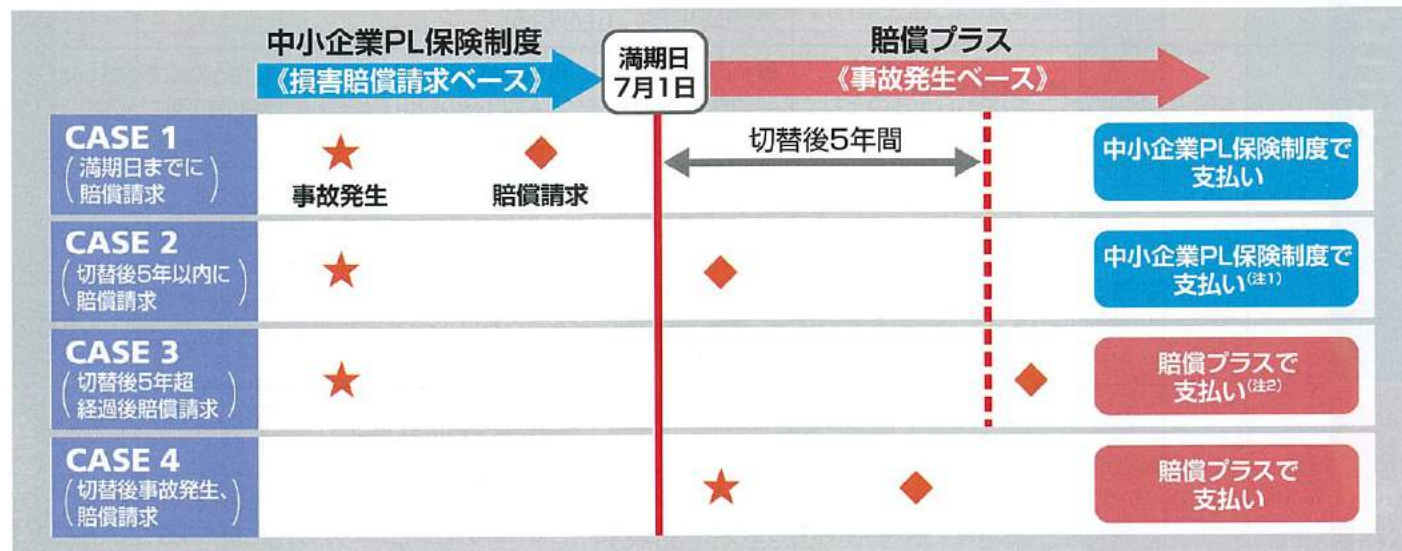 中小企業PL保険制度
《損害賠償請求ベース》
満期日
7月1日
賠償プラス
《事故発生ベース》
CASE 1
(満期日までに
賠償請求)
事故発生
賠償請求
切替後5年間
中小企業PL保険制度で
支払い
CASE 2
(切替後5年以内に
賠償請求)
中小企業PL保険制度で
支払い(注1)
CASE 3
(切替後5年超
経過後賠償請求)
賠償プラスで
支払い(注2)
CASE 4
(切替後事故発生、
賠償請求)
賠償プラスで
支払い